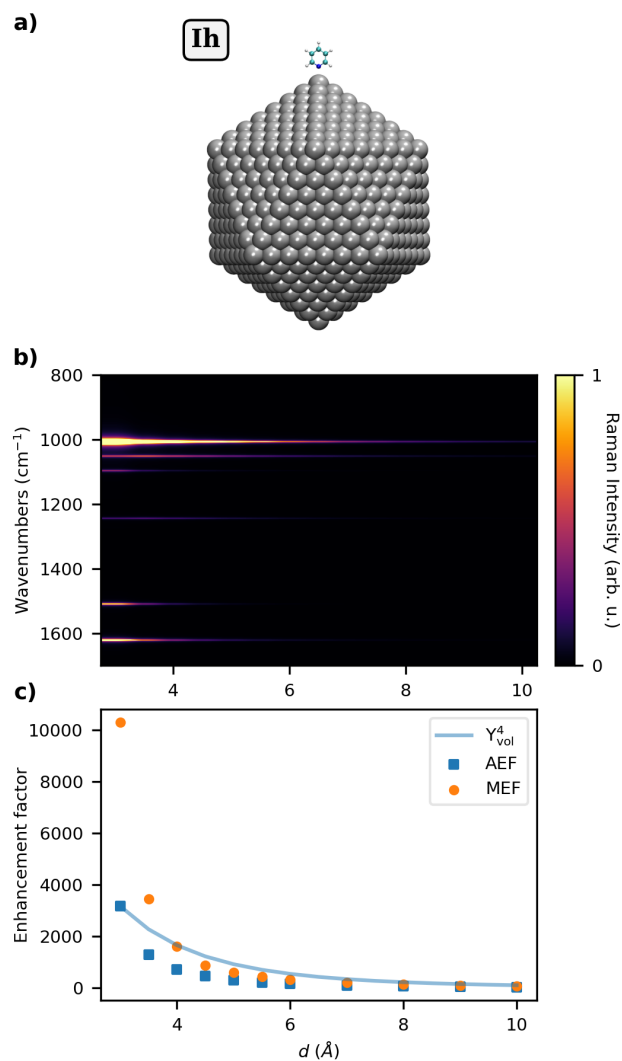 a)
Ih
b)
800
1000
1200
1400
1600
Wavenumbers (cm⁻¹)
4
6
8
10
1
0
Raman Intensity (arb. u.)
c)
10000
8000
6000
4000
2000
0
Enhancement factor
Y⁴vol
AEF
MEF
4
6
8
10
d (Å)